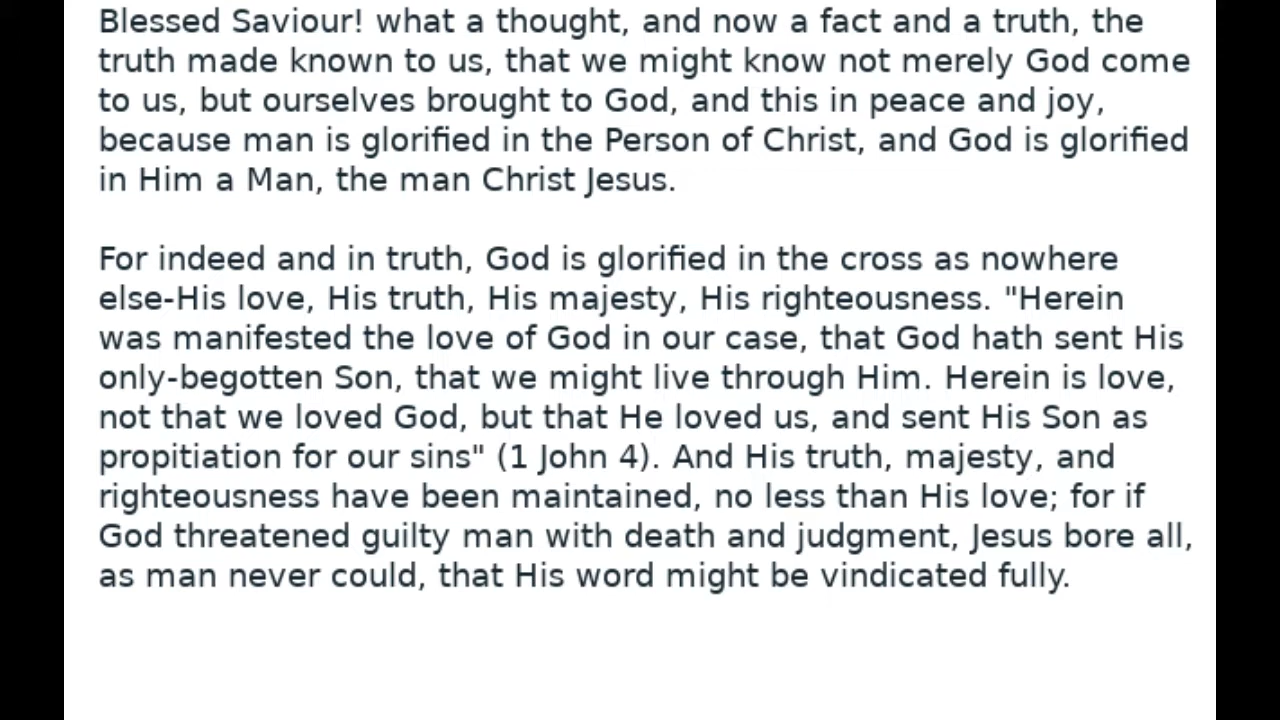 Blessed Saviour! what a thought, and now a fact and a truth, the
truth made known to us, that we might know not merely God come
to us, but ourselves brought to God, and this in peace and joy,
because man is glorified in the Person of Christ, and God is glorified
in Him a Man, the man Christ Jesus.

For indeed and in truth, God is glorified in the cross as nowhere
else-His love, His truth, His majesty, His righteousness. "Herein
was manifested the love of God in our case, that God hath sent His
only-begotten Son, that we might live through Him. Herein is love,
not that we loved God, but that He loved us, and sent His Son as
propitiation for our sins" (1 John 4). And His truth, majesty, and
righteousness have been maintained, no less than His love; for if
God threatened guilty man with death and judgment, Jesus bore all,
as man never could, that His word might be vindicated fully.